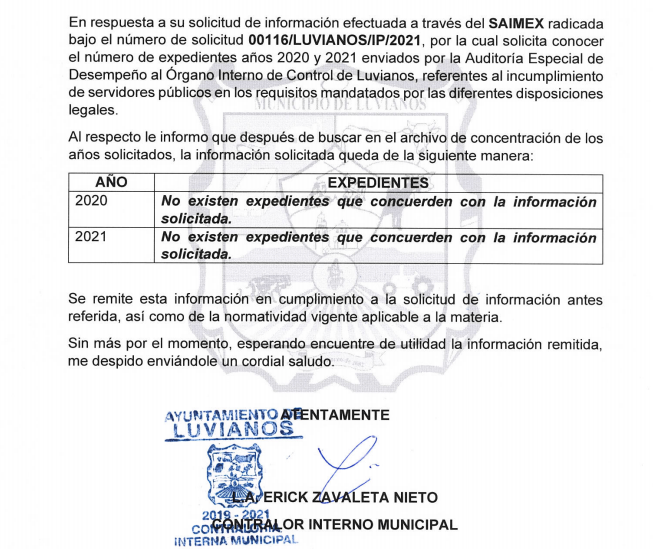 En respuesta a su solicitud de información efectuada a través del SAIMEX radicada
bajo el número de solicitud 00116/LUVIANOS/IP/2021, por la cual solicita conocer
el número de expedientes años 2020 y 2021 enviados por la Auditoría Especial de
Desempeño al Órgano Interno de Control de Luvianos, referentes al incumplimiento
de servidores públicos en los requisitos mandatados por las diferentes disposiciones
legales.
MUNICIPIO DE LUVIANOS
Al respecto le informo que después de buscar en el archivo de concentración de los
años solicitados, la información solicitada queda de la siguiente manera:
AÑO EXPEDIENTES
2020 No existen expedientes que concuerden con la información
solicitada.
2021 No existen expedientes que concuerden con la información
solicitada.
Se remite esta información en cumplimiento a la solicitud de información antes
referida, así como de la normatividad vigente aplicable a la materia.
Sin más por el momento, esperando encuentre de utilidad la información remitida,
me despido enviándole un cordial saludo.
ATENTAMENTE
AYUNTAMIENTO DE
LUVIANOS
L.A. ERICK ZAVALETA NIETO
2019 - 2021
CONTRALOR INTERNO MUNICIPAL
CONTRALORIA
INTERNA MUNICIPAL